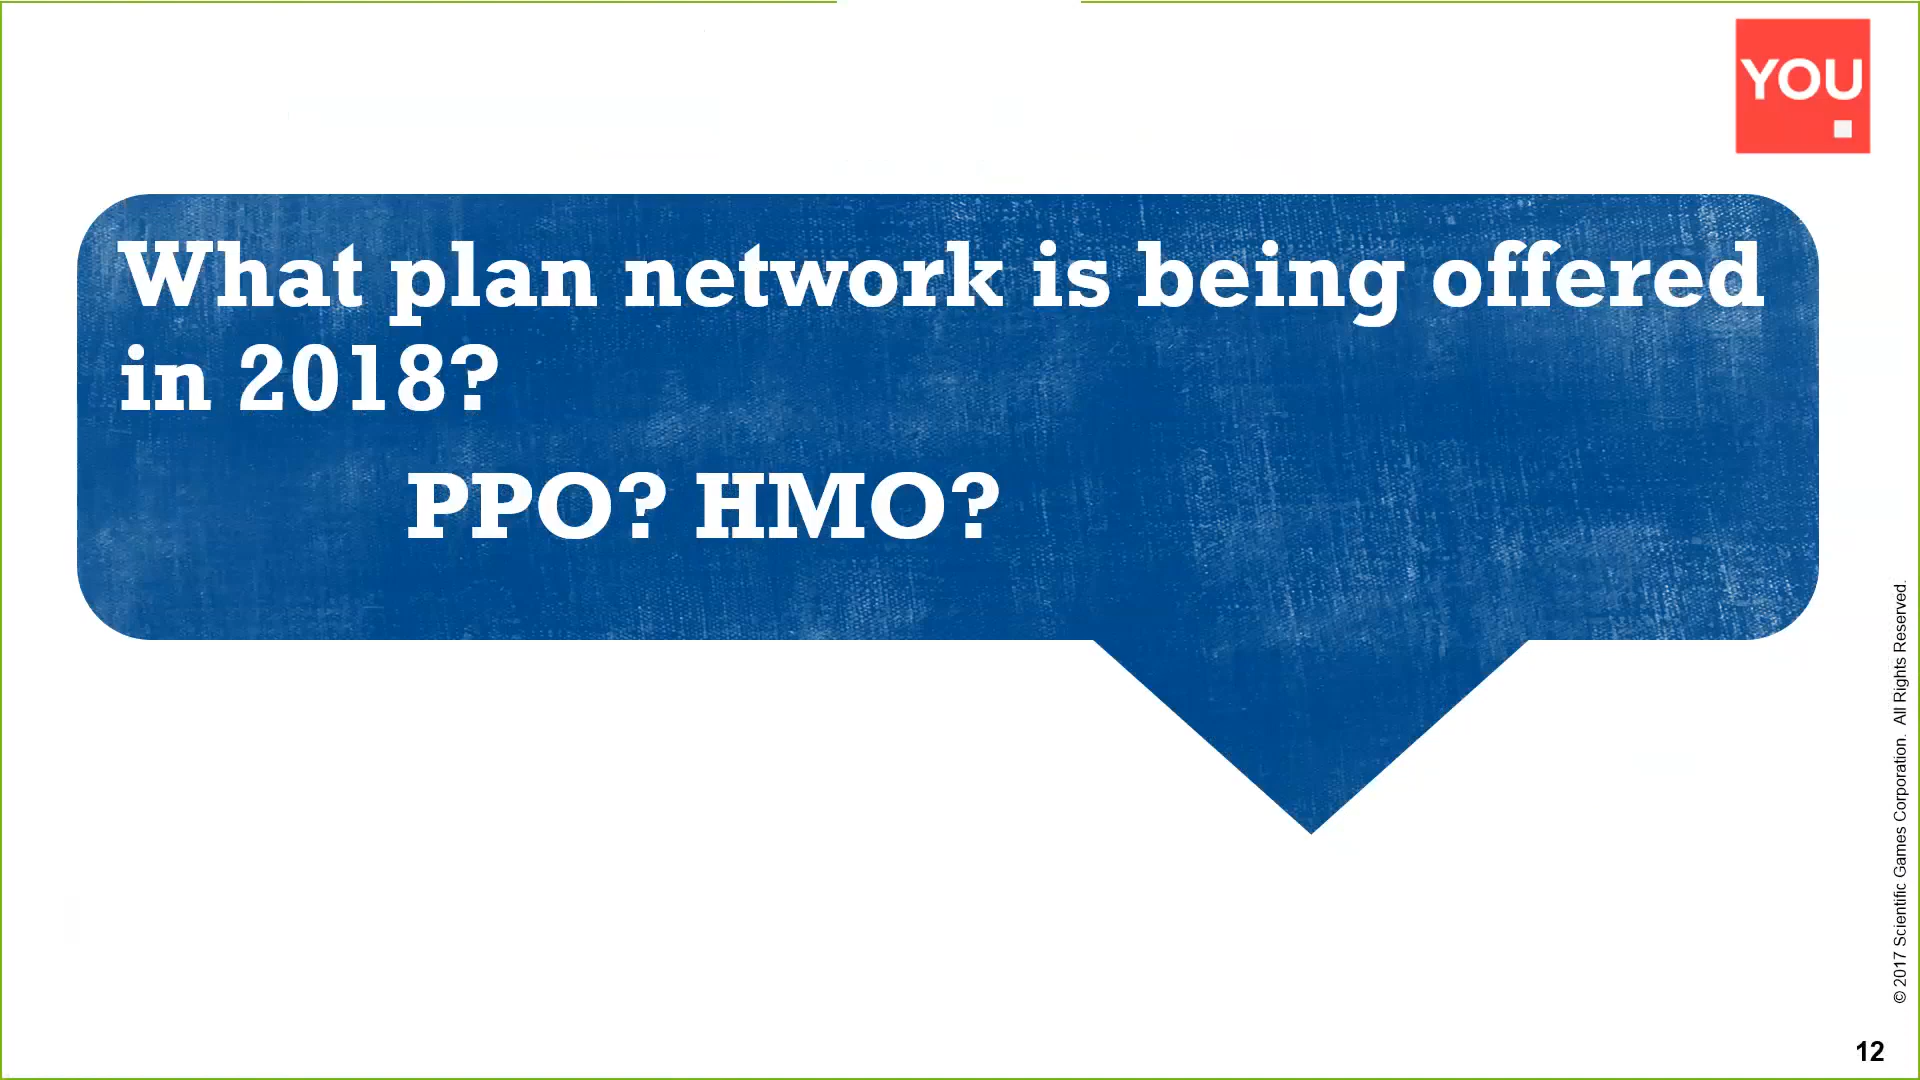 YOU
What plan network is being offered
in 2018?
PPO? HMO?
© 2017 Scientific Games Corporation. All Rights Reserved.
12